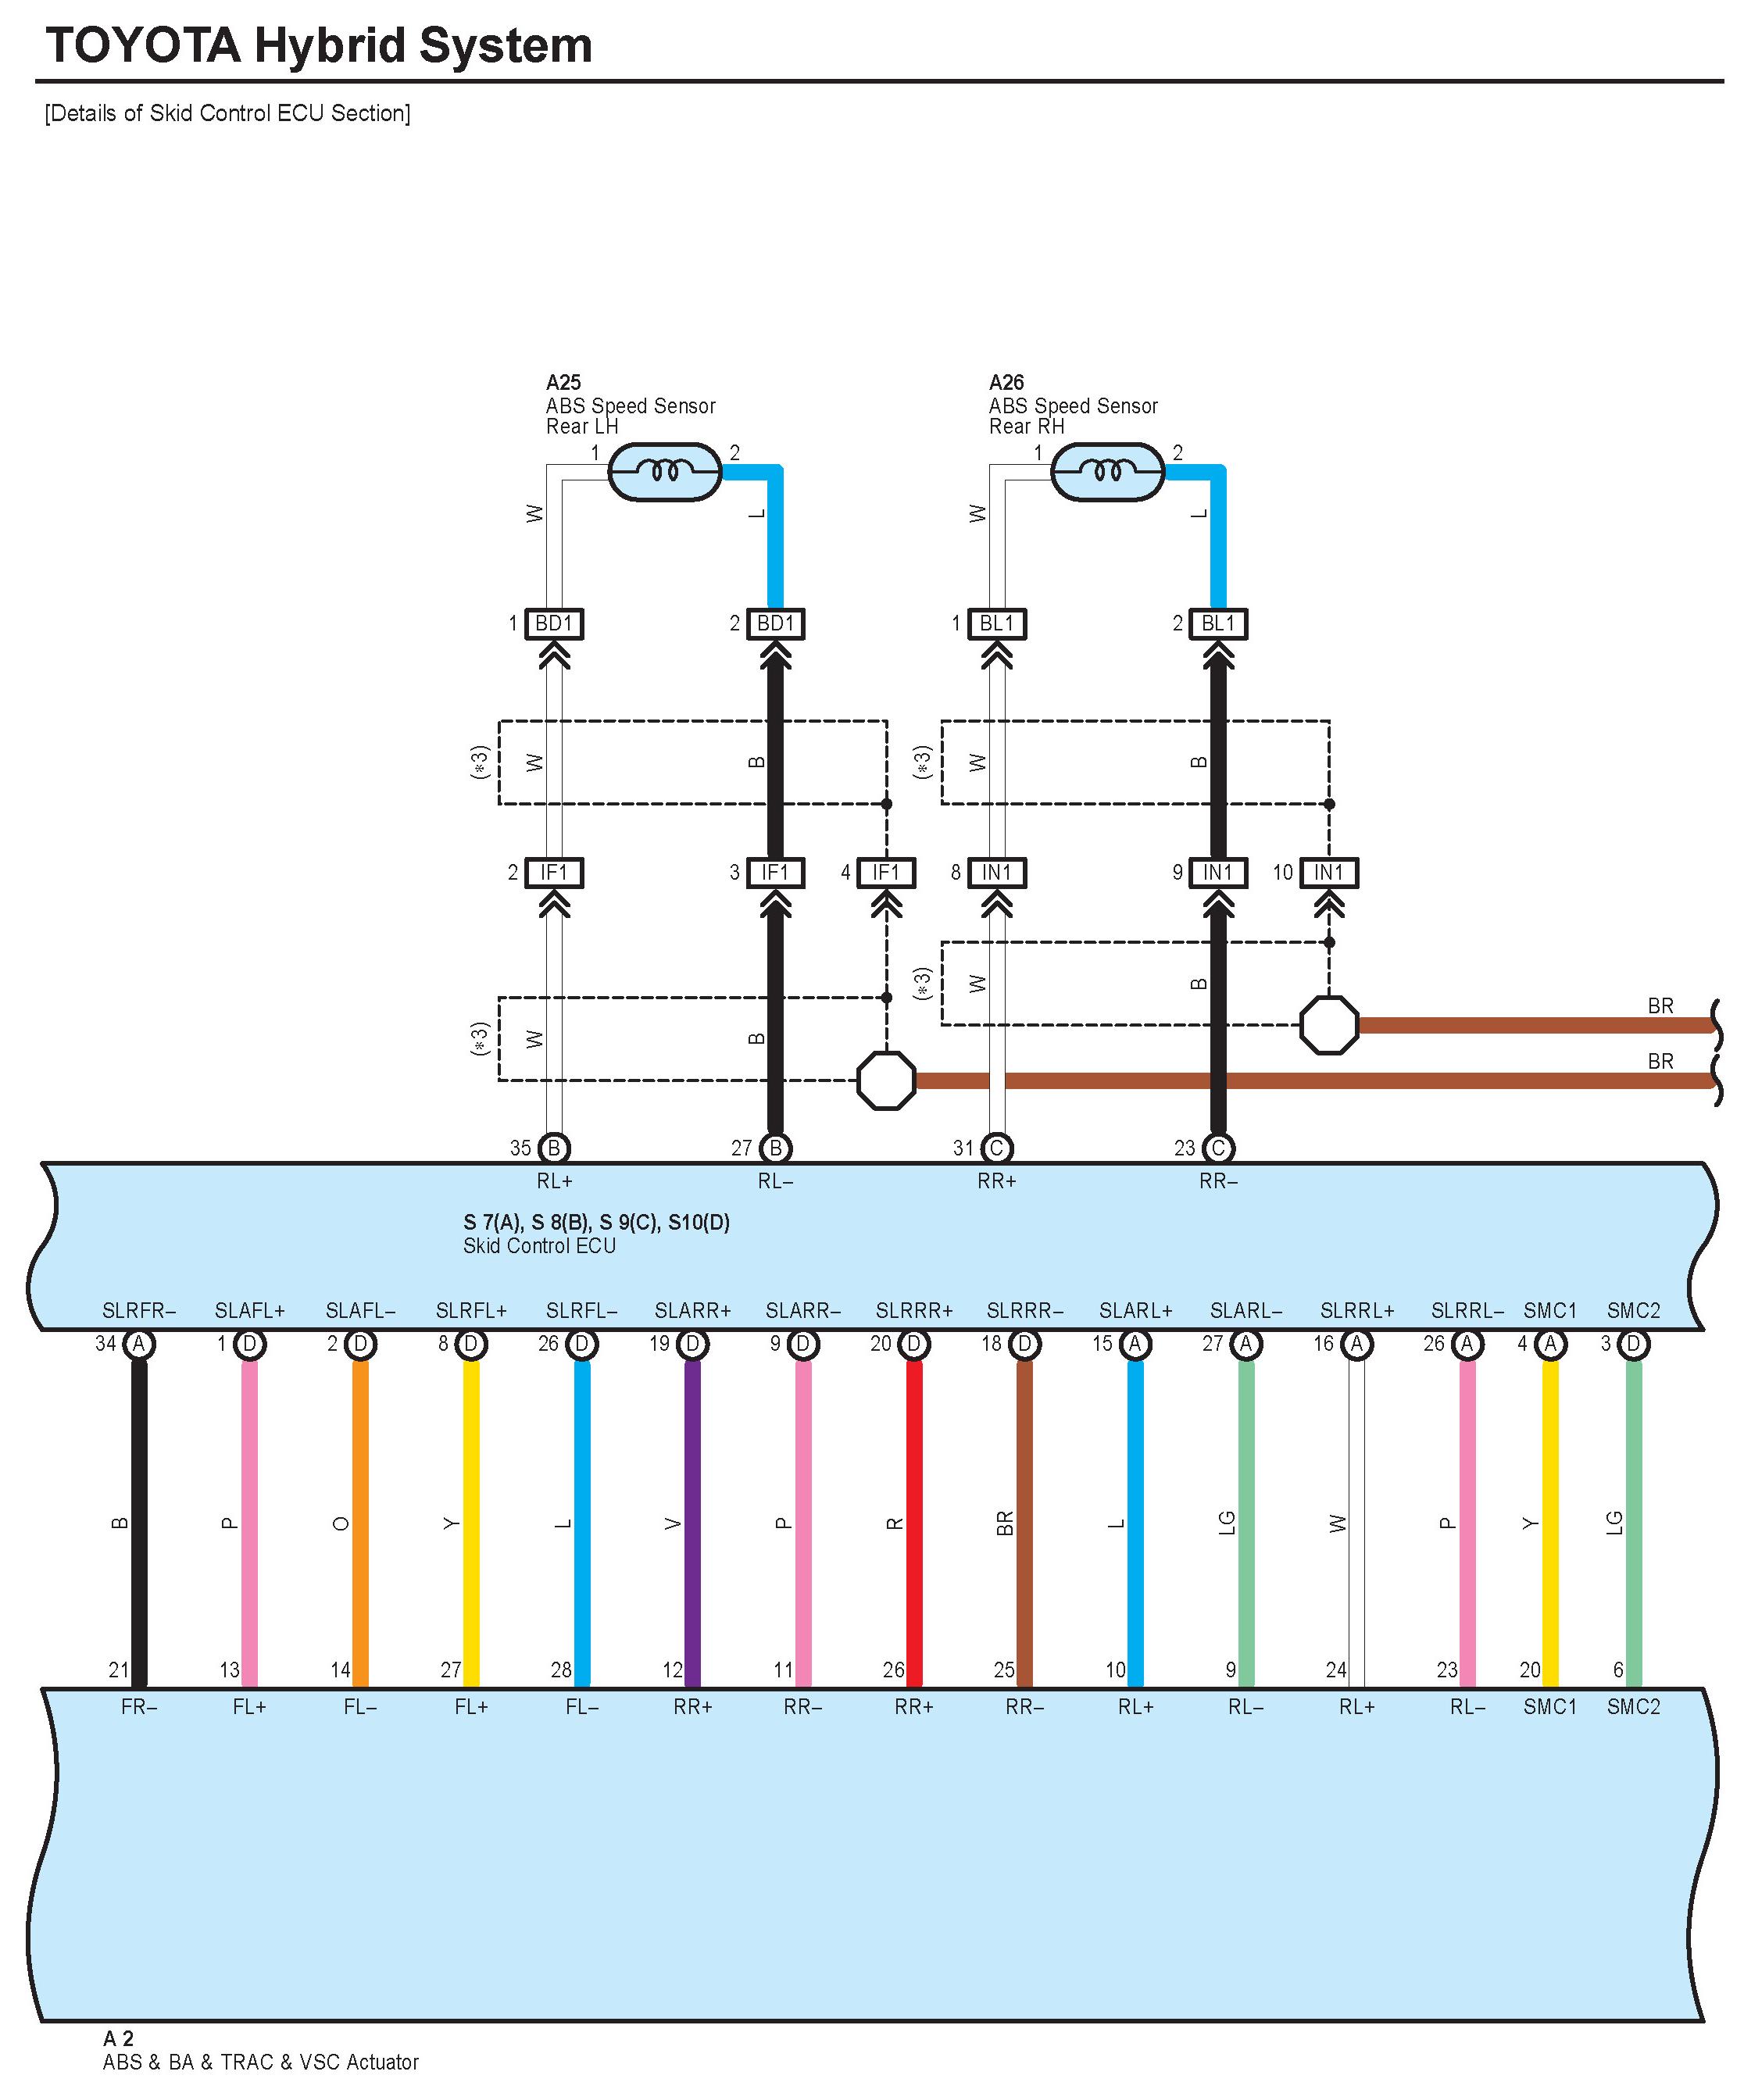 TOYOTA Hybrid System
[Details of Skid Control ECU Section]
A25
ABS Speed Sensor
Rear LH
A26
ABS Speed Sensor
Rear RH
1 2 1 2
W L W L
1 BD1 2 BD1 1 BL1 2 BL1
(*3) W B (*3) W B
2 IF1 3 IF1 4 IF1 8 IN1 9 IN1 10 IN1
(*3) W B
BR
(*3) W B
BR
35 B 27 B 31 C 23 C
RL+ RL– RR+ RR–
S 7(A), S 8(B), S 9(C), S10(D)
Skid Control ECU
SLRFR– SLAFL+ SLAFL– SLRFL+ SLRFL– SLARR+ SLARR– SLRRR+ SLRRR– SLARL+ SLARL– SLRRL+ SLRRL– SMC1 SMC2
34 A 1 D 2 D 8 D 26 D 19 D 9 D 20 D 18 D 15 A 27 A 16 A 26 A 4 A 3 D
B P O Y L V P R BR L LG W P Y LG
21 13 14 27 28 12 11 26 25 10 9 24 23 20 6
FR– FL+ FL– FL+ FL– RR+ RR– RR+ RR– RL+ RL– RL+ RL– SMC1 SMC2
A 2
ABS & BA & TRAC & VSC Actuator